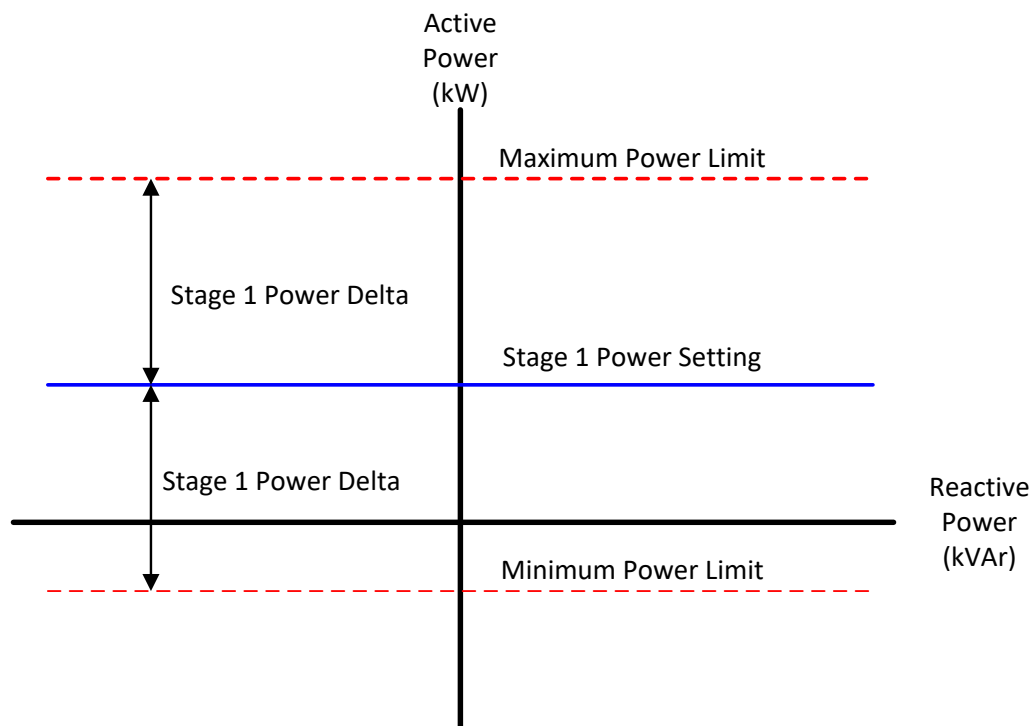 Active
Power
(kW)
Maximum Power Limit
Stage 1 Power Delta
Stage 1 Power Setting
Stage 1 Power Delta
Reactive
Power
(kVAr)
Minimum Power Limit